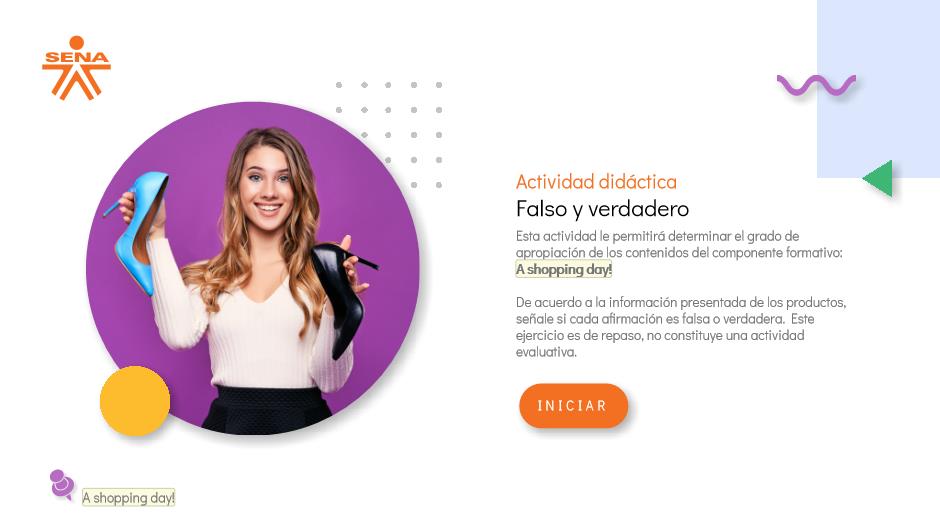 SENA
Actividad didáctica
Falso y verdadero
Esta actividad le permitirá determinar el grado de
apropiación de los contenidos del componente formativo:
A shopping day!
De acuerdo a la información presentada de los productos,
señale si cada afirmación es falsa o verdadera. Este
ejercicio es de repaso, no constituye una actividad
evaluativa.
INICIAR
A shopping day!